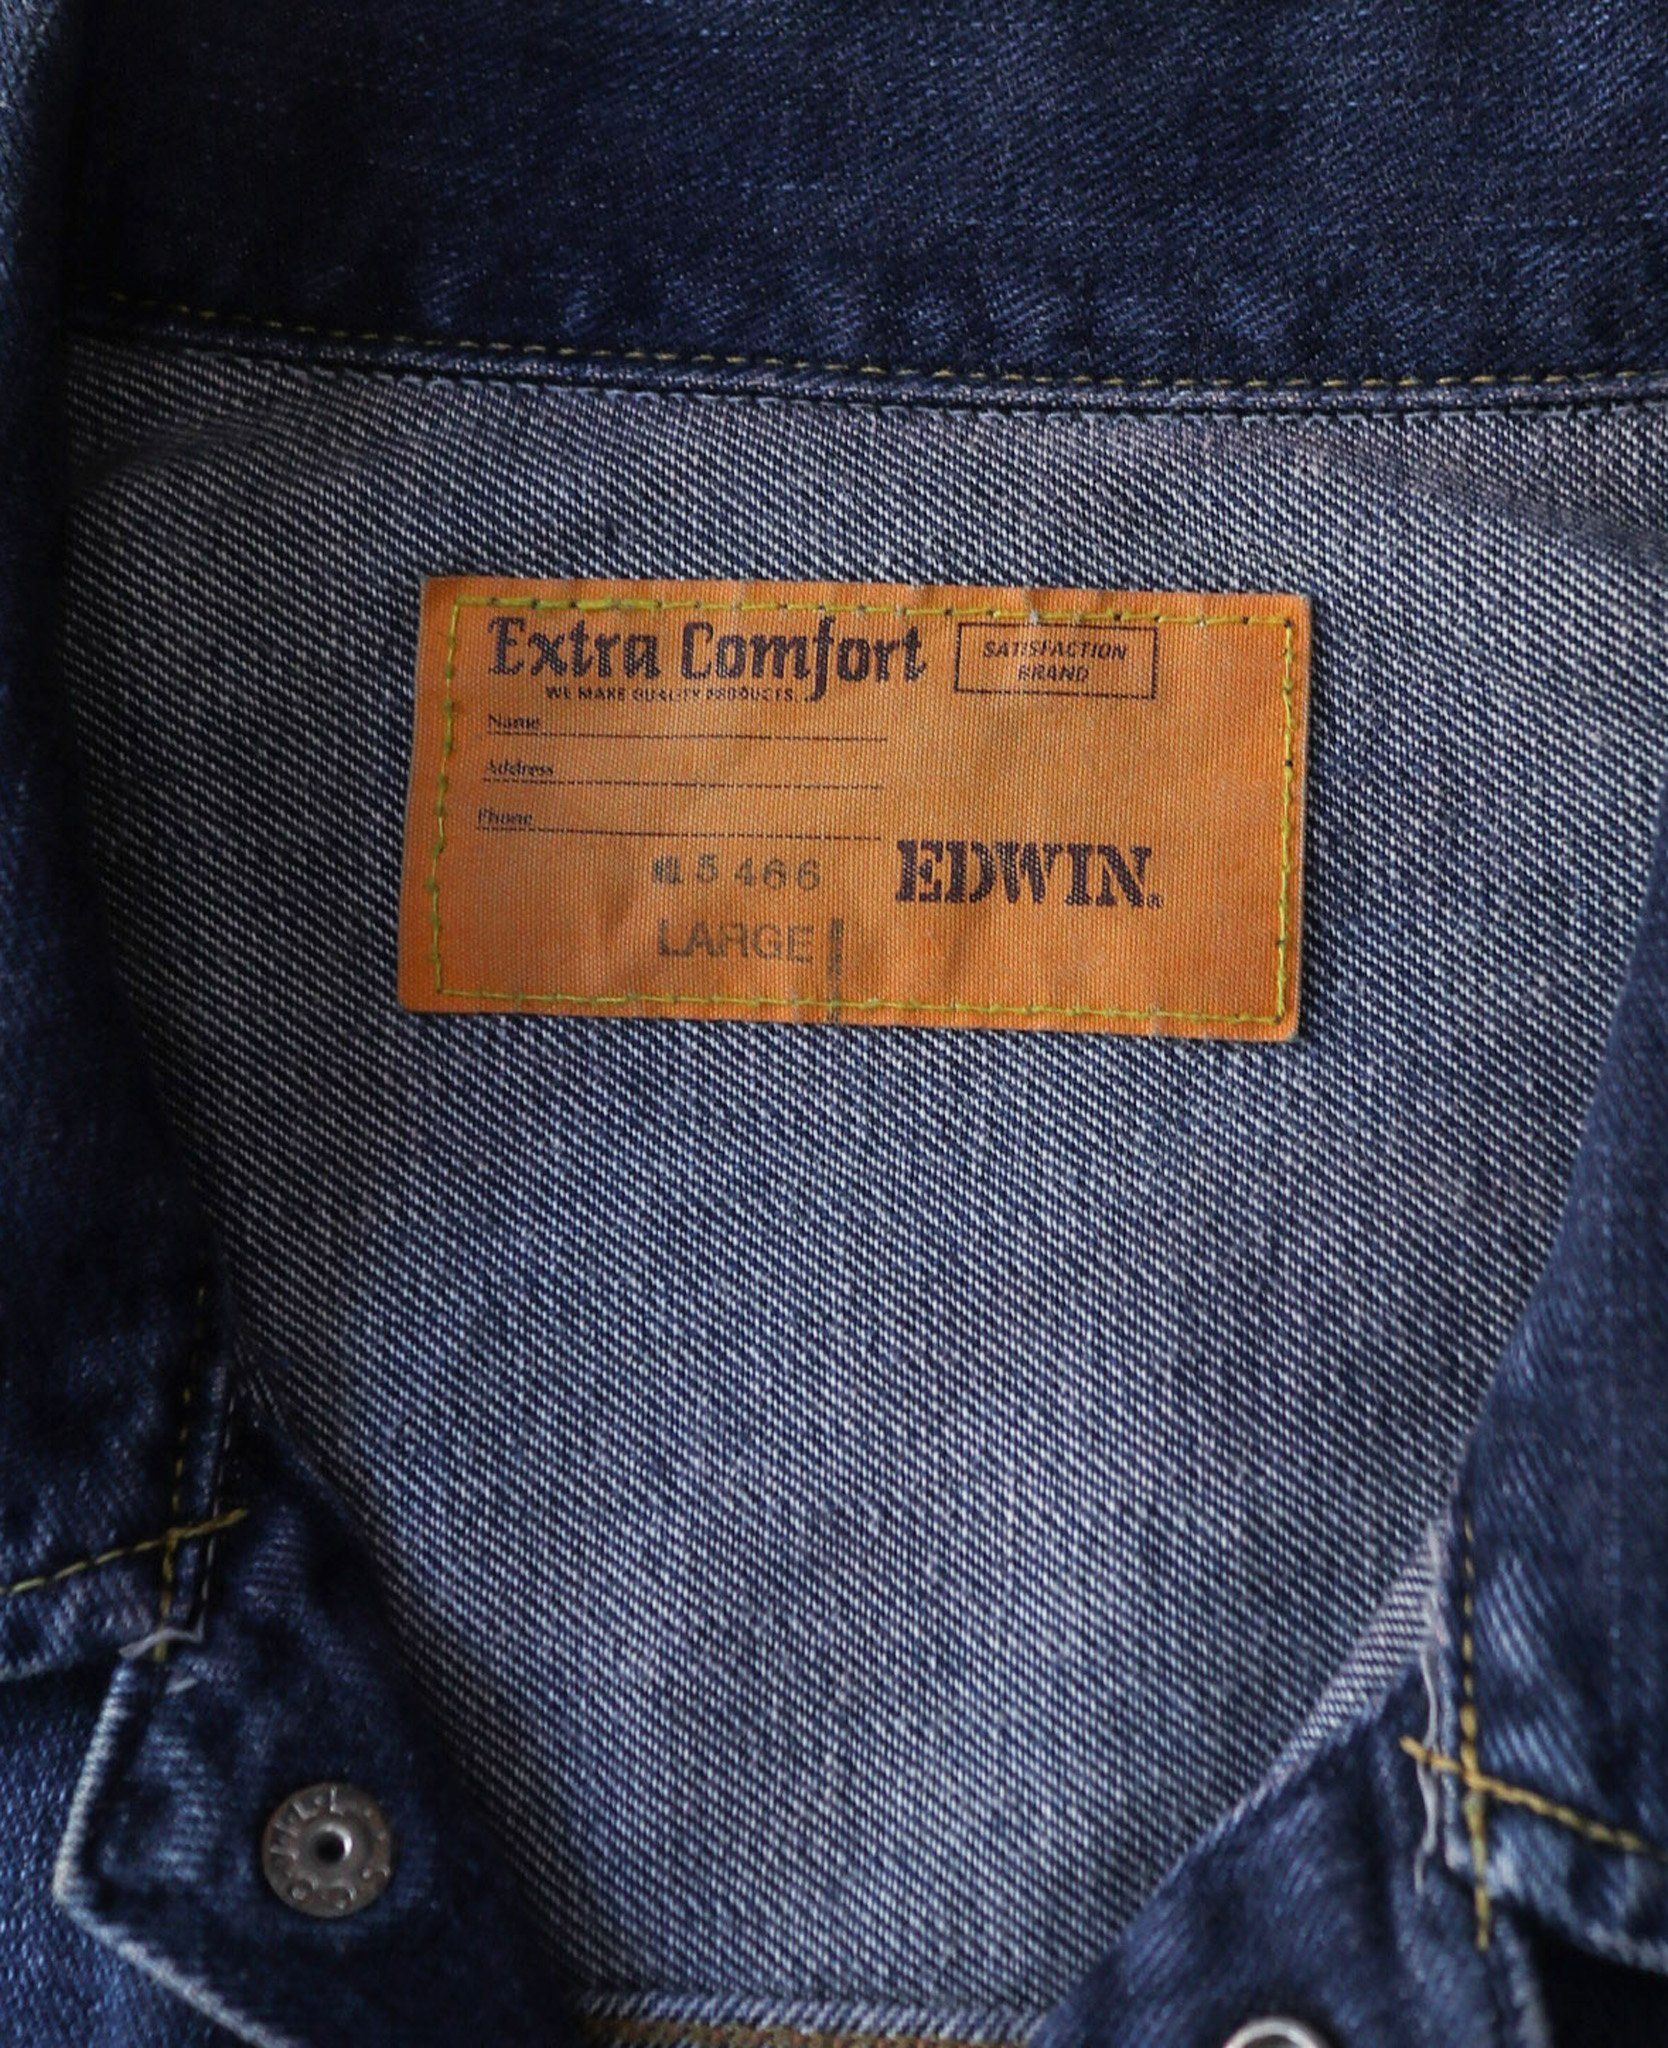 Extra Comfort
SATISFACTION
BRAND
WE MAKE QUALITY PRODUCTS...
Name
Address
Phone
5466
EDWIN®
LARGE